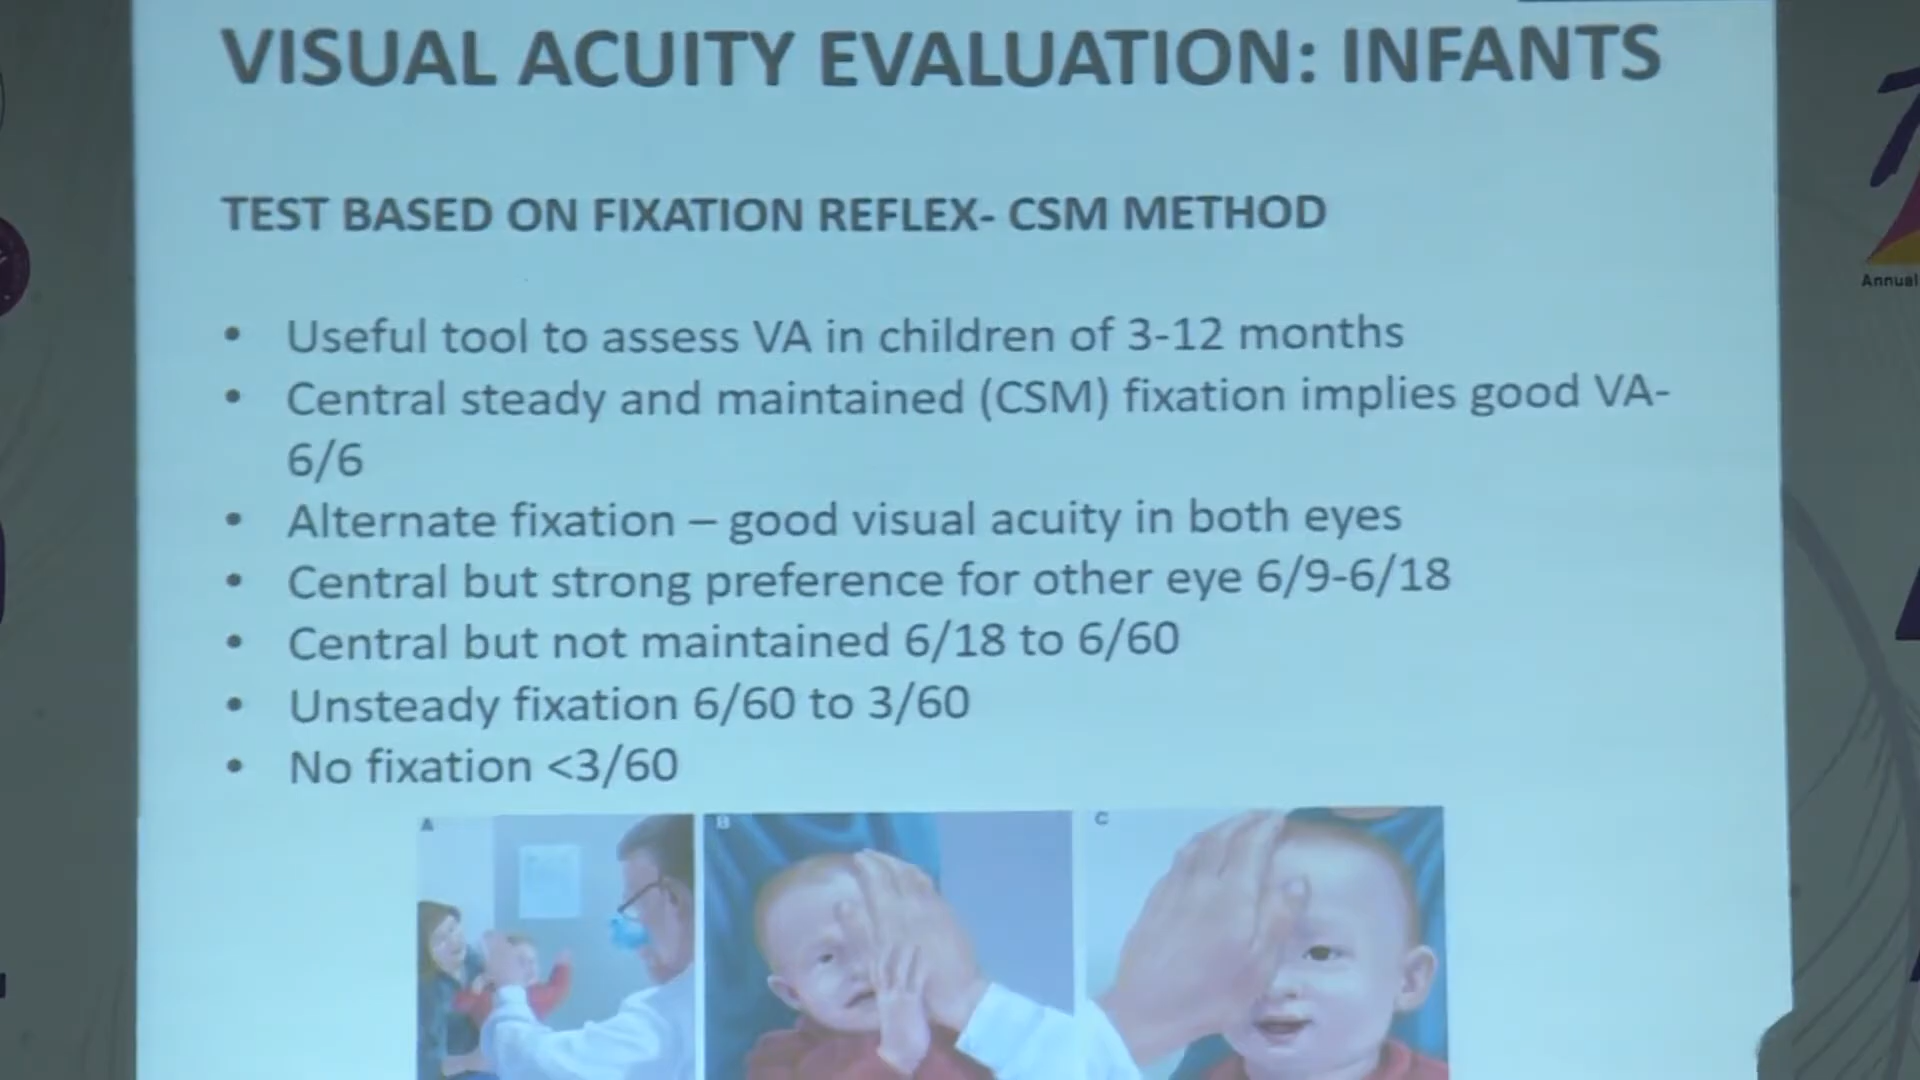 VISUAL ACUITY EVALUATION: INFANTS
TEST BASED ON FIXATION REFLEX- CSM METHOD
• Useful tool to assess VA in children of 3-12 months
• Central steady and maintained (CSM) fixation implies good VA-
6/6
• Alternate fixation – good visual acuity in both eyes
• Central but strong preference for other eye 6/9-6/18
• Central but not maintained 6/18 to 6/60
• Unsteady fixation 6/60 to 3/60
• No fixation <3/60
A
B
C
Annual